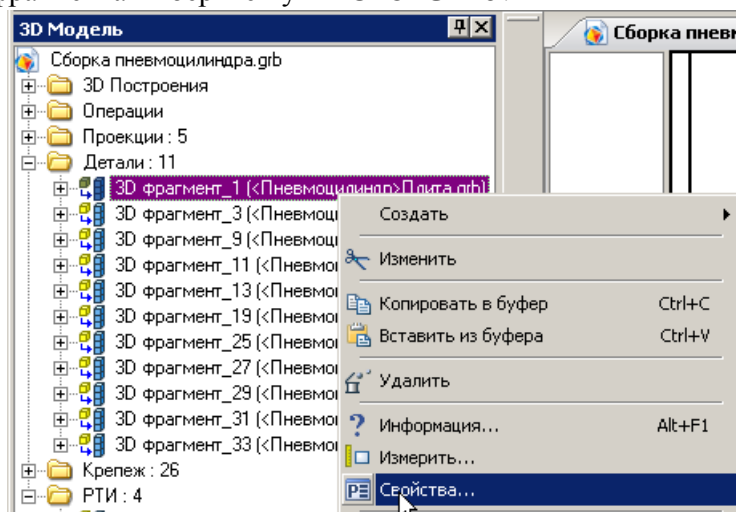 3D Модель
Сборка пнев
Сборка пневмоцилиндра.grb
3D Построения
Операции
Проекции : 5
Детали : 11
3D фрагмент_1 (<Пневмоцилиндр>Плита.grb)
3D фрагмент_3 (<Пневмоц
3D фрагмент_9 (<Пневмоц
3D фрагмент_11 (<Пневмо
3D фрагмент_13 (<Пневмо
3D фрагмент_19 (<Пневмо
3D фрагмент_25 (<Пневмо
3D фрагмент_27 (<Пневмо
3D фрагмент_29 (<Пневмо
3D фрагмент_31 (<Пневмо
3D фрагмент_33 (<Пневмо
Крепеж : 26
РТИ : 4
Создать
Изменить
Копировать в буфер Ctrl+C
Вставить из буфера Ctrl+V
Удалить
Информация... Alt+F1
Измерить...
Свойства...